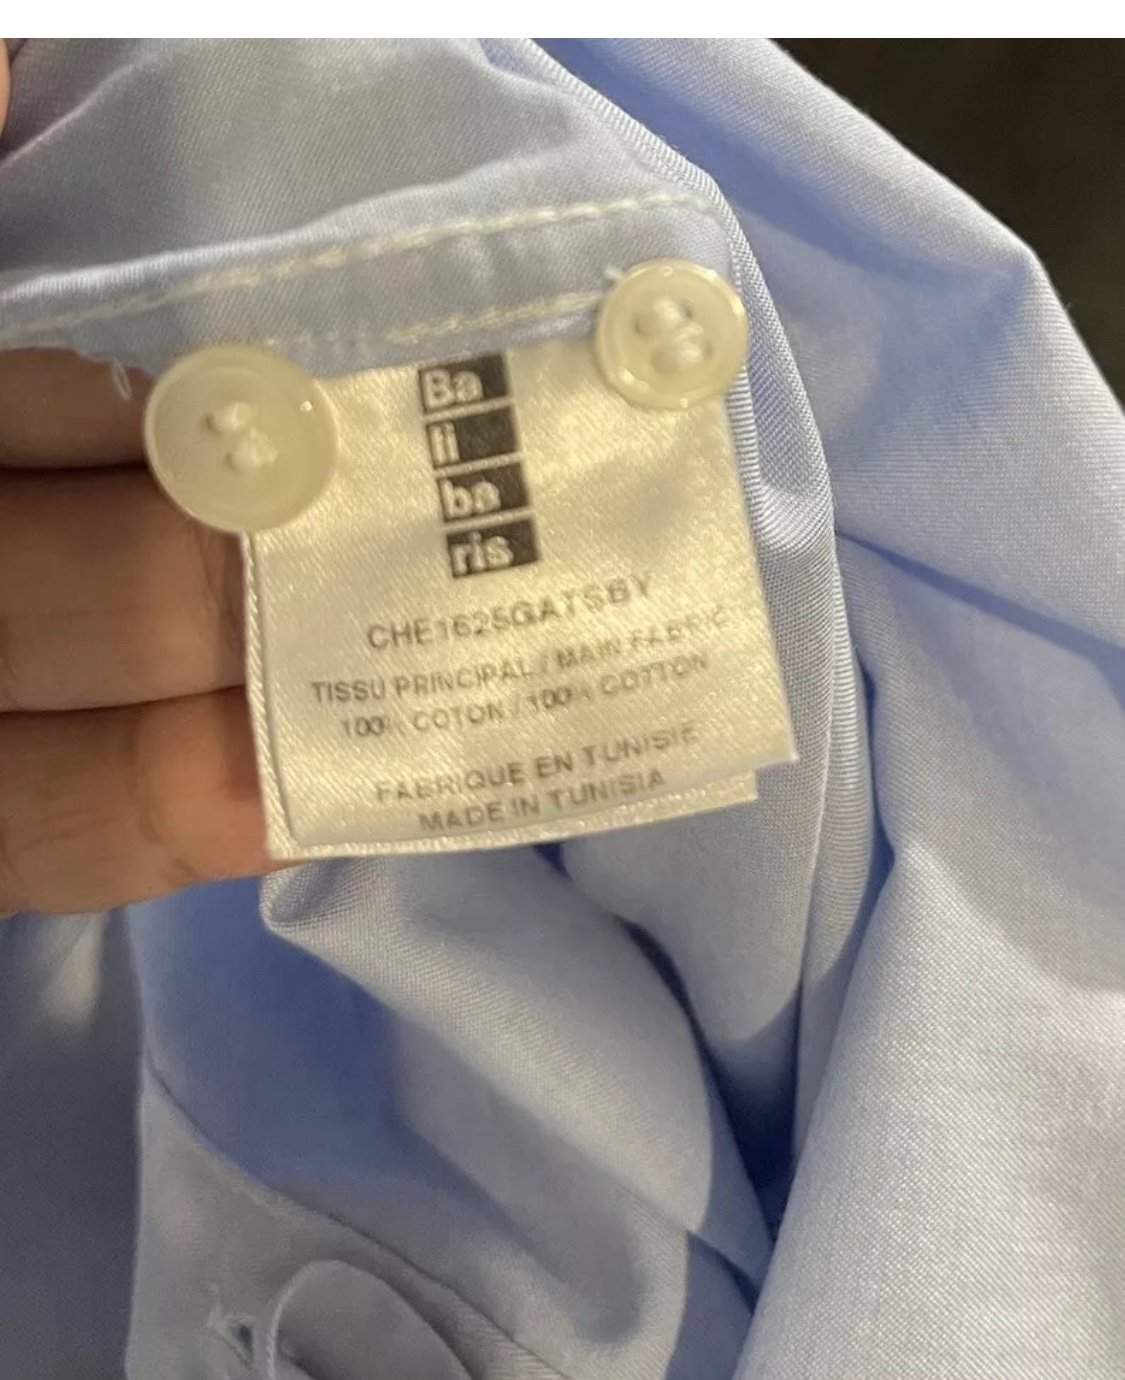 Ba
li
ba
ris
CHE1625GATSBY
TISSU PRINCIPAL / MAIN FABRIC
100% COTON / 100% COTTON
FABRIQUE EN TUNISIE
MADE IN TUNISIA